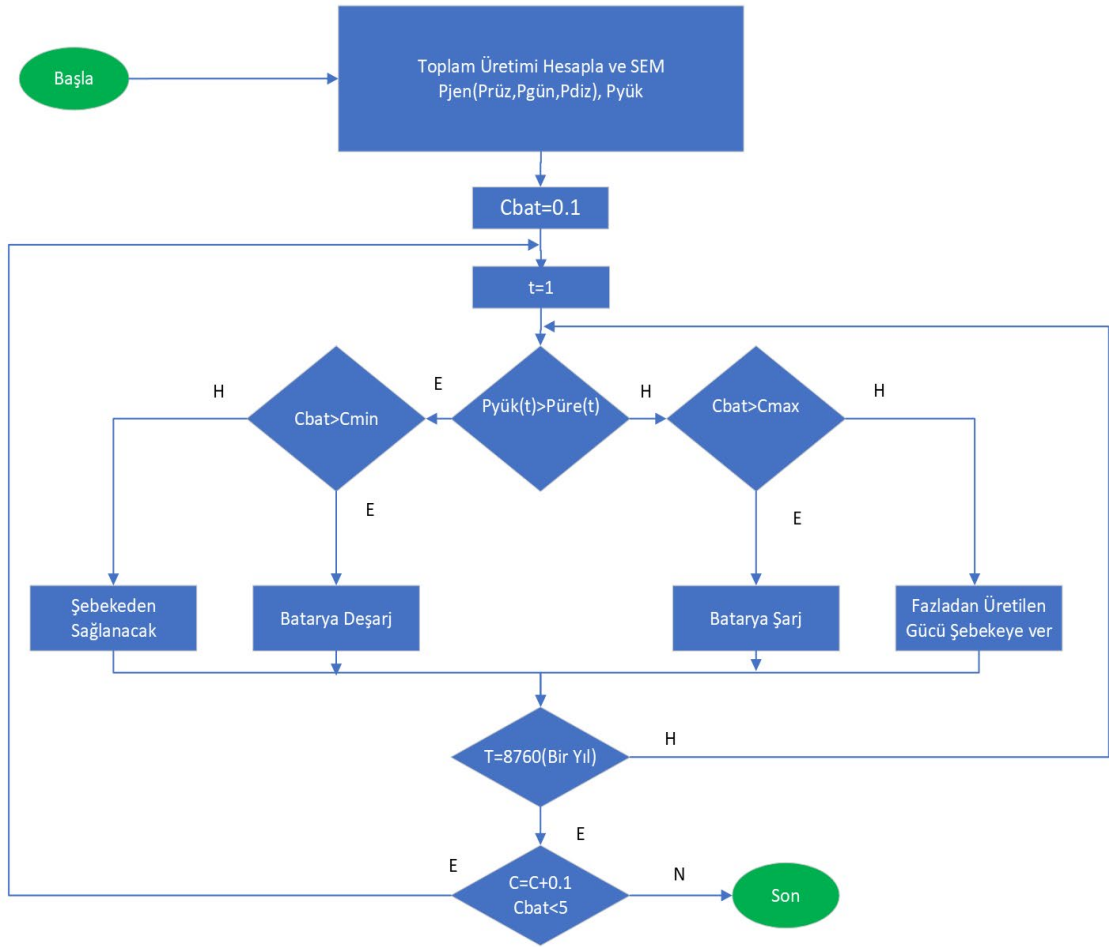 Başla
Toplam Üretimi Hesapla ve SEM
Pjen(Prüz,Pgün,Pdiz), Pyük
Cbat=0.1
t=1
H
Cbat>Cmin
E
Pyük(t)>Püre(t)
H
Cbat>Cmax
H
E
E
Şebekeden
Sağlanacak
Batarya Deşarj
Batarya Şarj
Fazladan Üretilen
Gücü Şebekeye ver
T=8760(Bir Yıl)
H
E
E
C=C+0.1
Cbat<5
N
Son